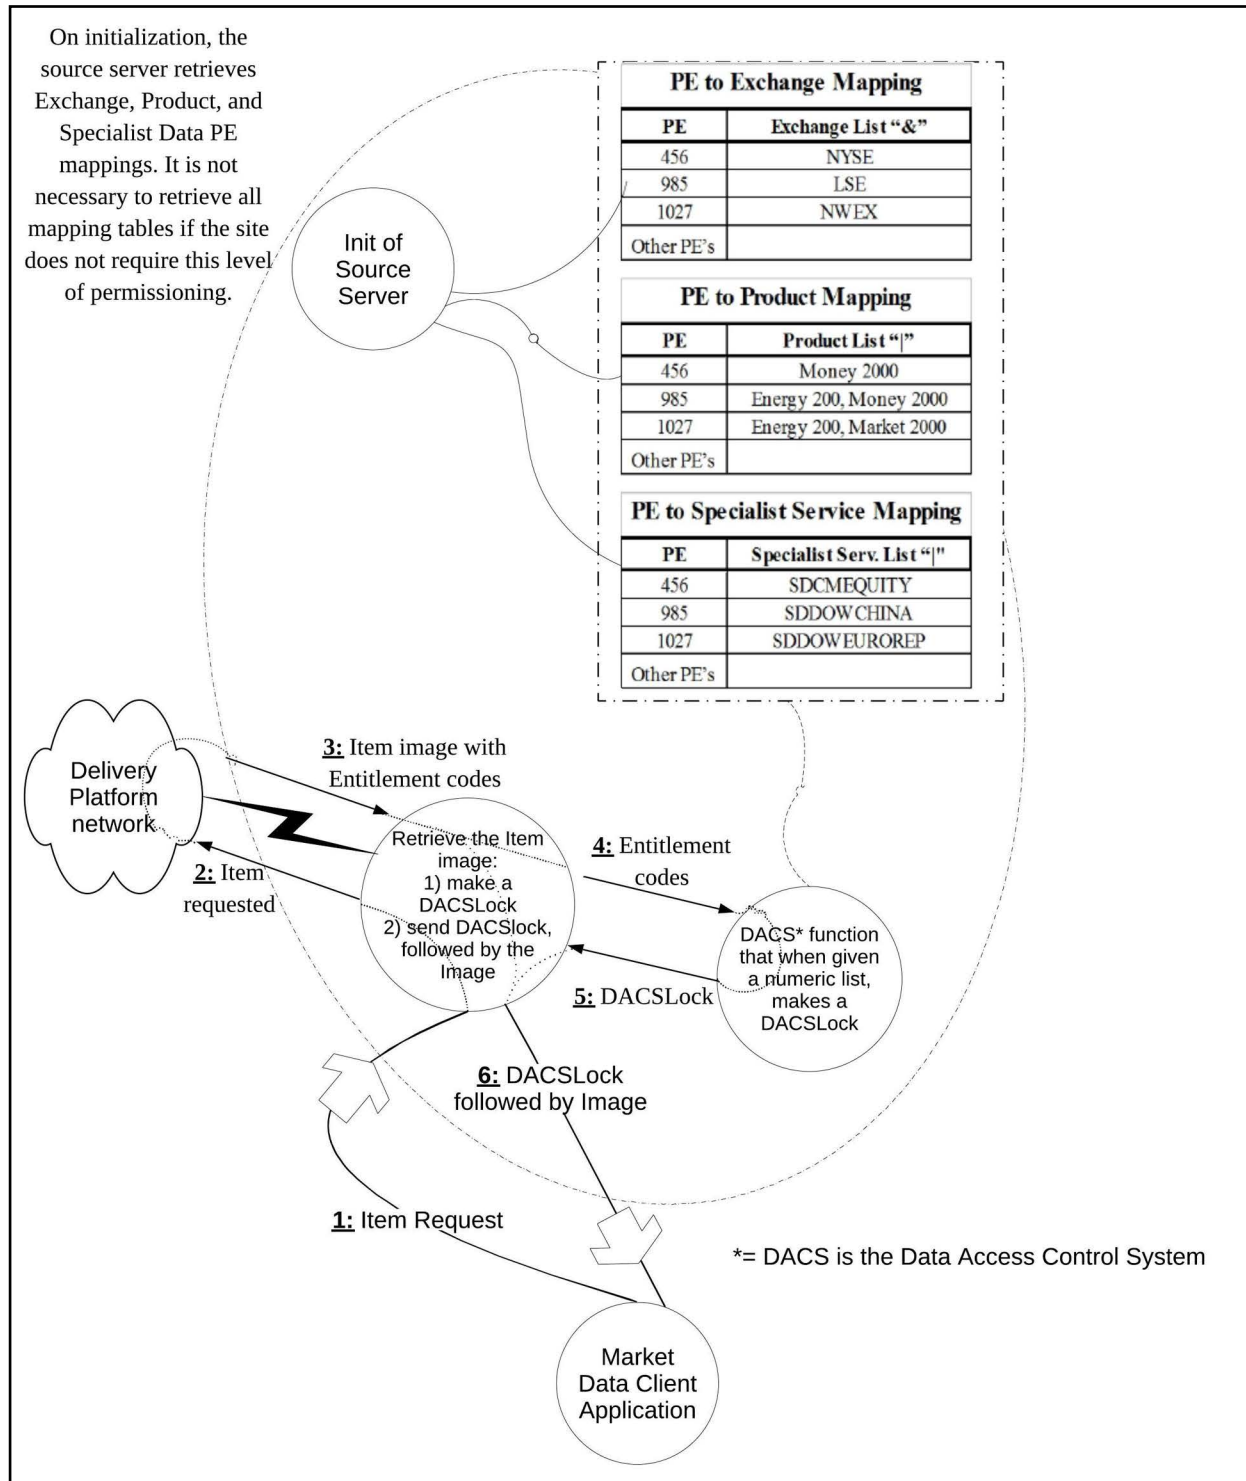 On initialization, the
source server retrieves
Exchange, Product, and
Specialist Data PE
mappings. It is not
necessary to retrieve all
mapping tables if the site
does not require this level
of permissioning.
Init of
Source
Server
PE to Exchange Mapping
PE Exchange List “&”
456 NYSE
985 LSE
1027 NWEX
Other PE's
PE to Product Mapping
PE Product List “|”
456 Money 2000
985 Energy 200, Money 2000
1027 Energy 200, Market 2000
Other PE's
PE to Specialist Service Mapping
PE Specialist Serv. List “|"
456 SDCMEQUITY
985 SDDOWCHINA
1027 SDDOWEUROREP
Other PE's
Delivery
Platform
network
3: Item image with
Entitlement codes
2: Item
requested
Retrieve the Item
image:
1) make a
DACSLock
2) send DACSlock,
followed by the
Image
4: Entitlement
codes
5: DACSLock
DACS* function
that when given
a numeric list,
makes a
DACSLock
6: DACSLock
followed by Image
1: Item Request
*= DACS is the Data Access Control System
Market
Data Client
Application